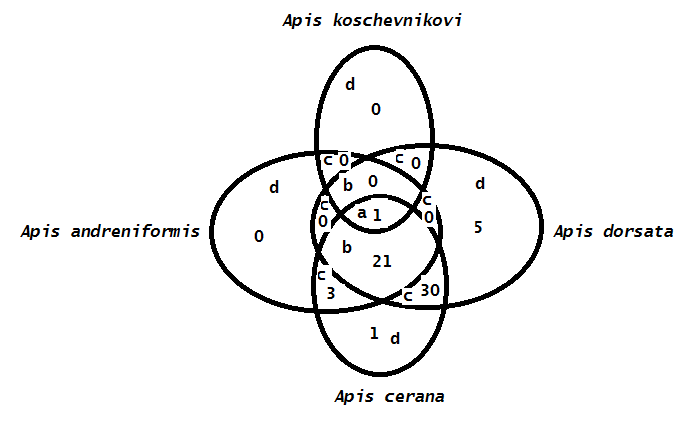 Apis koschevnikovi
d
0
c 0
c 0
d
b 0
d
c
0
a 1
c
0
Apis andreniformis
0
5
Apis dorsata
b
21
c
3
c 30
1 d
Apis cerana